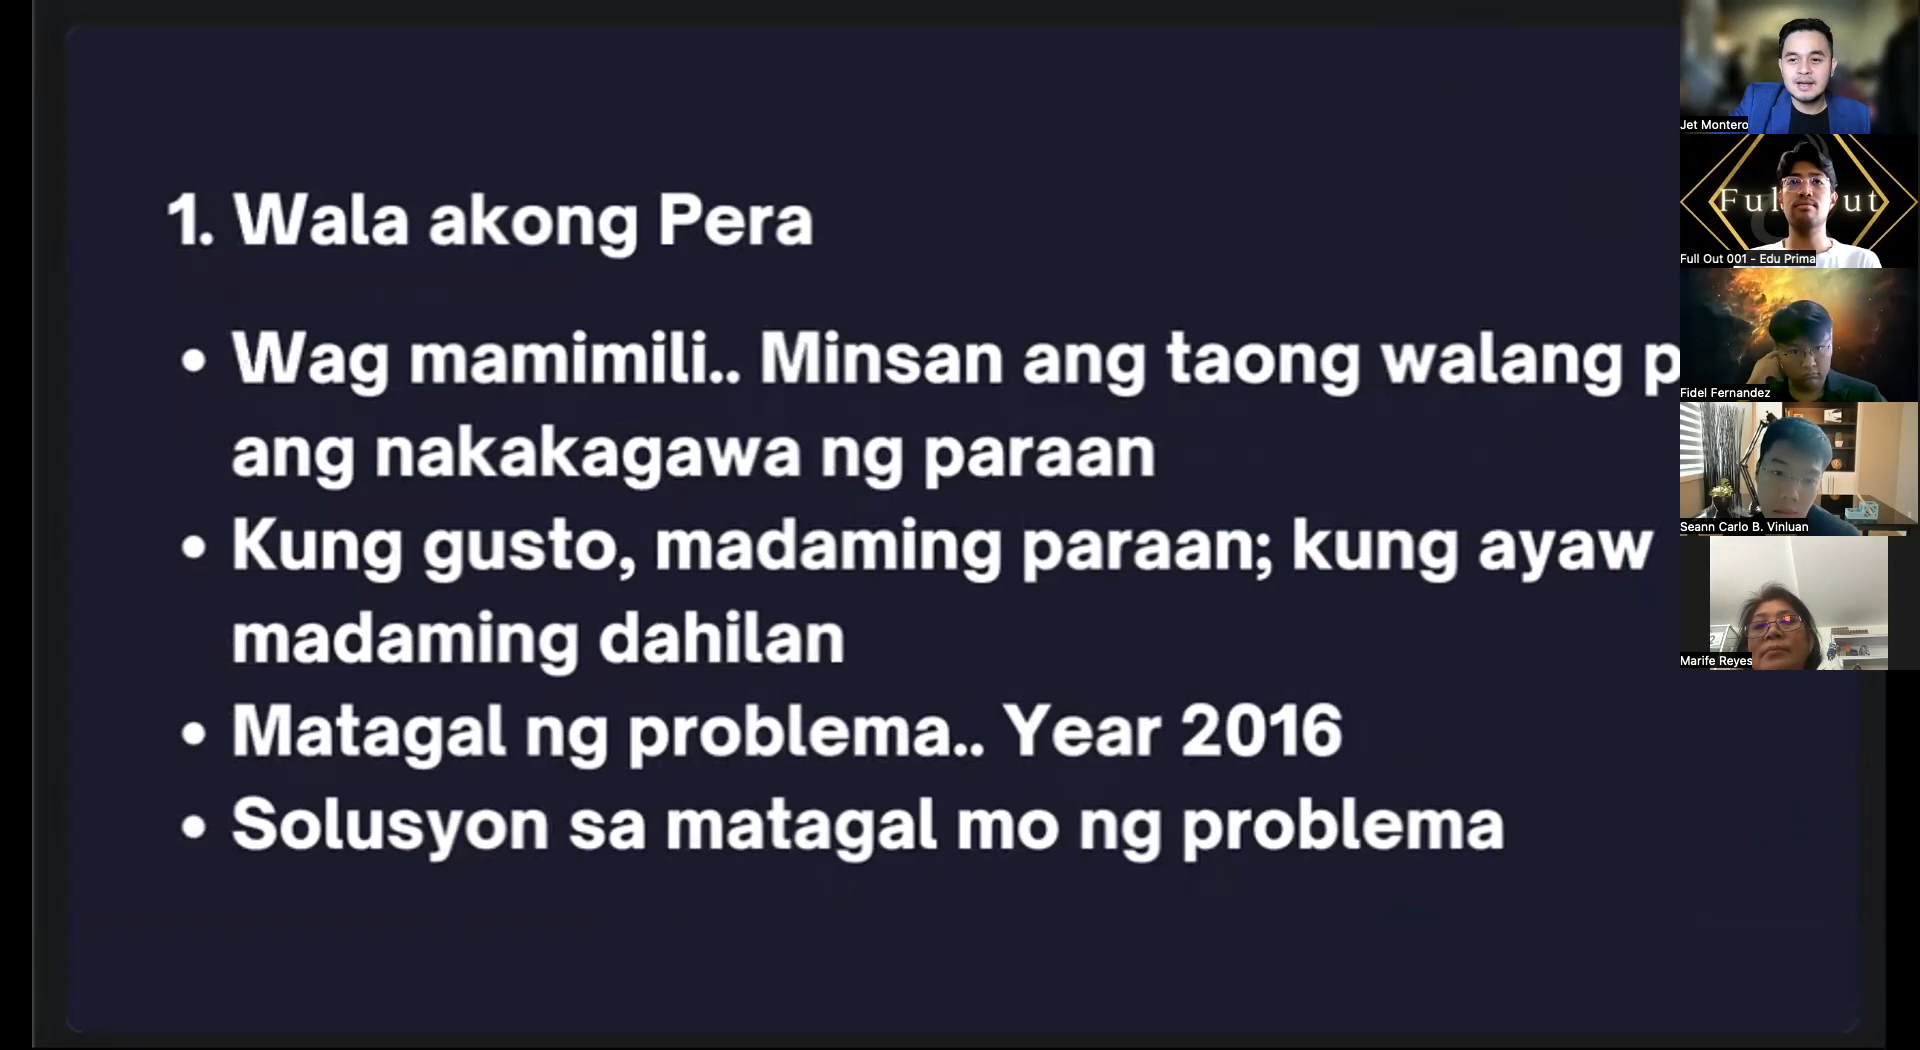 1. Wala akong Pera
• Wag mamimili.. Minsan ang taong walang
ang nakakagawa ng paraan
• Kung gusto, madaming paraan; kung ayaw
madaming dahilan
• Matagal ng problema.. Year 2016
• Solusyon sa matagal mo ng problema
Jet Montero
Full Out 001 - Edu Prima
Fidel Fernandez
Seann Carlo B. Vinluan
Marife Reyes